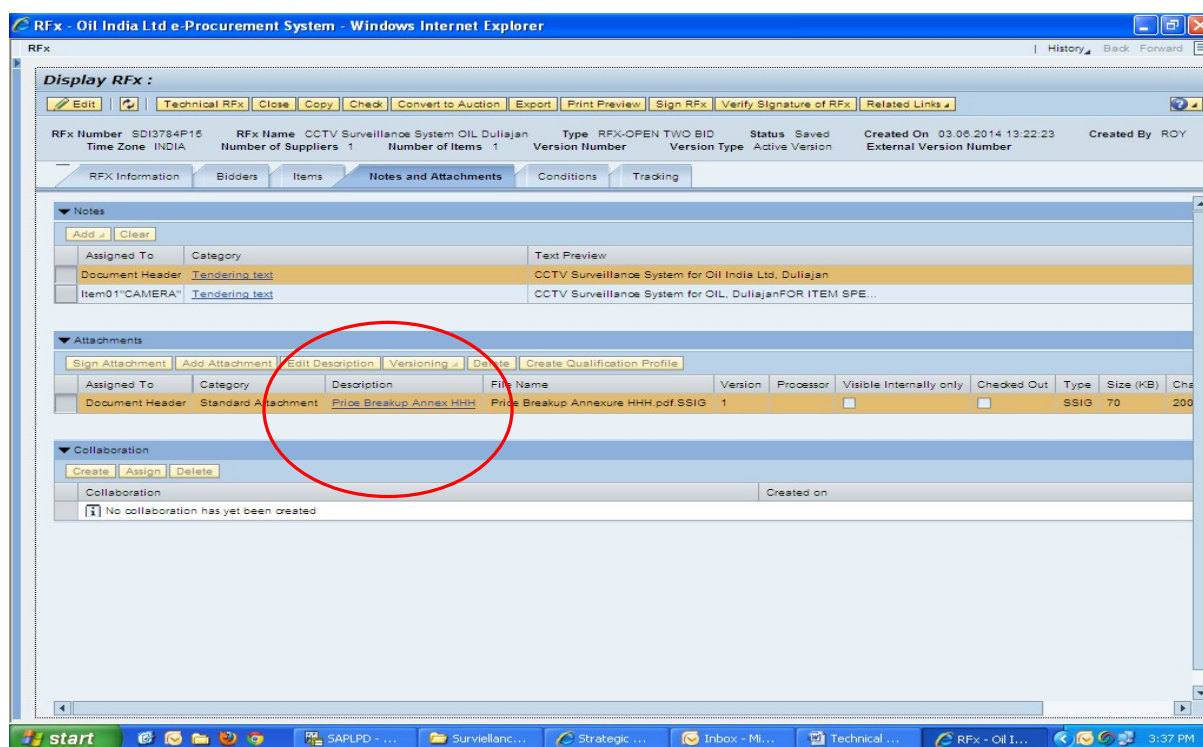 RFx - Oil India Ltd e-Procurement System - Windows Internet Explorer
RFx | History Back Forward
Display RFx :
Edit | Technical RFx Close Copy Check Convert to Auction Export Print Preview Sign RFx Verify Signature of RFx Related Links
RFx Number SDI3784P15 RFx Name CCTV Surveillance System OIL Duliajan Type RFX-OPEN TWO BID Status Saved Created On 03.06.2014 13:22:23 Created By ROY
Time Zone INDIA Number of Suppliers 1 Number of Items 1 Version Number Version Type Active Version External Version Number
RFX Information Bidders Items Notes and Attachments Conditions Tracking
Notes
Add Clear
Assigned To Category Text Preview
Document Header Tendering text CCTV Surveillance System for Oil India Ltd, Duliajan
Item01"CAMERA" Tendering text CCTV Surveillance System for OIL, DuliajanFOR ITEM SPE...
Attachments
Sign Attachment Add Attachment Edit Description Versioning Delete Create Qualification Profile
Assigned To Category Description File Name Version Processor Visible Internally only Checked Out Type Size (KB) Cha
Document Header Standard Attachment Price Breakup Annex HHH Price Breakup Annexure HHH.pdf.SSIG 1 SSIG 70 200
Collaboration
Create Assign Delete
Collaboration Created on
No collaboration has yet been created
start SAPLPD - ... Surviellanc... Strategic ... Inbox - Mi... Technical ... RFx - Oil I... 3:37 PM